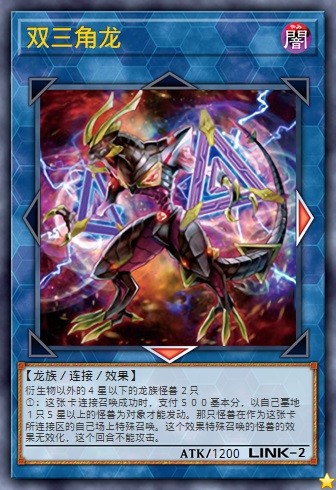 双三角龙
闇
【龙族／连接／效果】
衍生物以外的４星以下的龙族怪兽２只
①：这张卡连接召唤成功时，支付５００基本分，以自己墓地
１只５星以上的怪兽为对象才能发动。那只怪兽在作为这张卡
所连接区的自己场上特殊召唤。这个效果特殊召唤的怪兽的效
果无效化，这个回合不能攻击。
ATK/1200 LINK-2